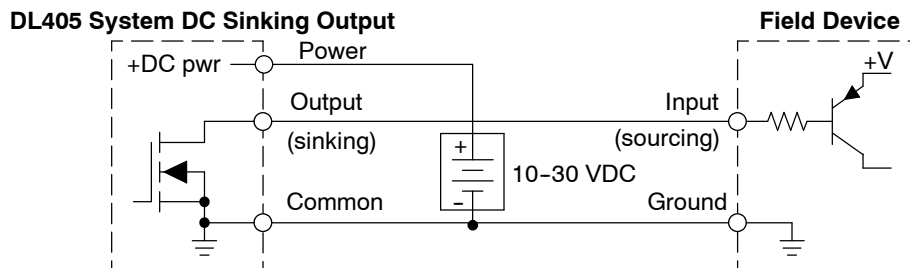 DL405 System DC Sinking Output
Field Device
+DC pwr
Power
+V
Output
(sinking)
Input
(sourcing)
+
10–30 VDC
–
Common
Ground